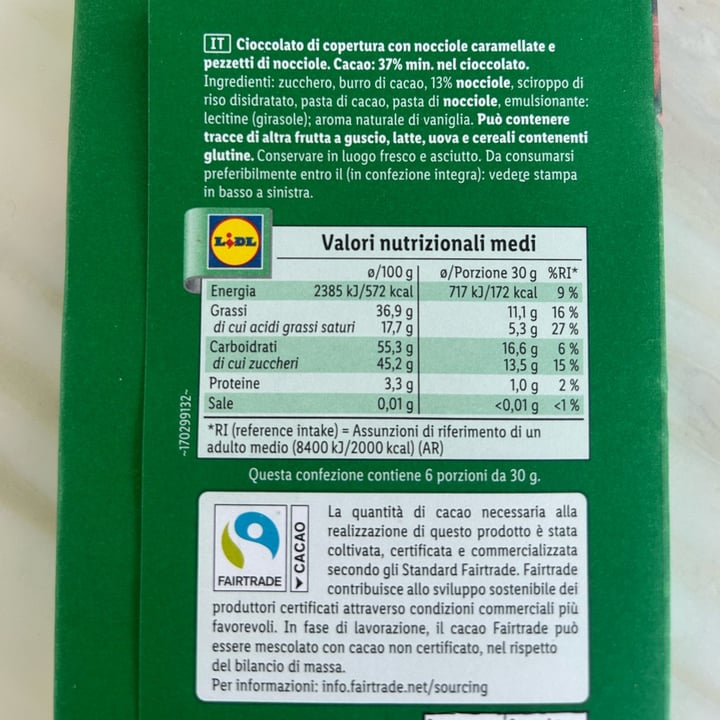 IT Cioccolato di copertura con nocciole caramellate e
pezzetti di nocciole. Cacao: 37% min. nel cioccolato.
Ingredienti: zucchero, burro di cacao, 13% nocciole, sciroppo di
riso disidratato, pasta di cacao, pasta di nocciole, emulsionante:
lecitine (girasole); aroma naturale di vaniglia. Può contenere
tracce di altra frutta a guscio, latte, uova e cereali contenenti
glutine. Conservare in luogo fresco e asciutto. Da consumarsi
preferibilmente entro il (in confezione integra): vedere stampa
in basso a sinistra.
LIDL
Valori nutrizionali medi
ø/100 g ø/Porzione 30 g %RI*
Energia 2385 kJ/572 kcal 717 kJ/172 kcal 9 %
Grassi 36,9 g 11,1 g 16 %
di cui acidi grassi saturi 17,7 g 5,3 g 27 %
Carboidrati 55,3 g 16,6 g 6 %
di cui zuccheri 45,2 g 13,5 g 15 %
Proteine 3,3 g 1,0 g 2 %
Sale 0,01 g <0,01 g <1 %
*RI (reference intake) = Assunzioni di riferimento di un
adulto medio (8400 kJ/2000 kcal) (AR)
~170299132~
Questa confezione contiene 6 porzioni da 30 g.
FAIRTRADE
CACAO
La quantità di cacao necessaria alla
realizzazione di questo prodotto è stata
coltivata, certificata e commercializzata
secondo gli Standard Fairtrade. Fairtrade
contribuisce allo sviluppo sostenibile dei
produttori certificati attraverso condizioni commerciali più
favorevoli. In fase di lavorazione, il cacao Fairtrade può
essere mescolato con cacao non certificato, nel rispetto
del bilancio di massa.
Per informazioni: info.fairtrade.net/sourcing